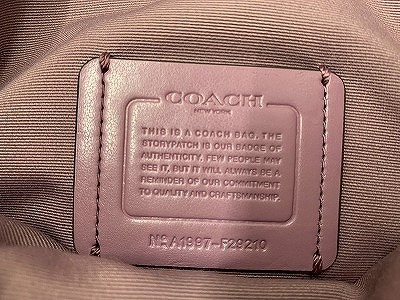 COACH
NEW YORK
THIS IS A COACH BAG. THE
STORYPATCH IS OUR BADGE OF
AUTHENTICITY. FEW PEOPLE MAY
SEE IT, BUT IT WILL ALWAYS BE A
REMINDER OF OUR COMMITMENT
TO QUALITY AND CRAFTSMANSHIP.
NO A1997-F29210